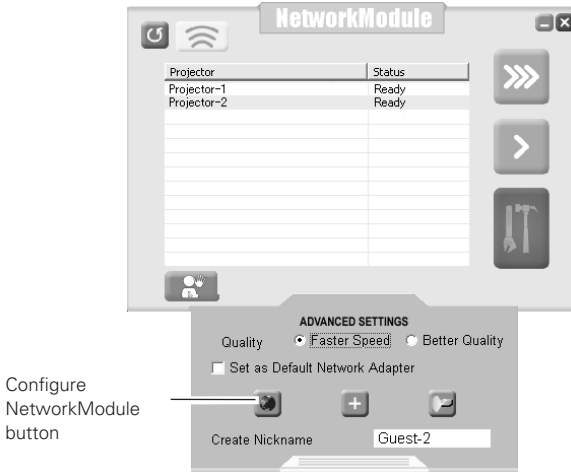 NetworkModule
Projector Status
Projector-1 Ready
Projector-2 Ready
ADVANCED SETTINGS
Quality Faster Speed Better Quality
Set as Default Network Adapter
Configure
NetworkModule
button
Create Nickname Guest-2